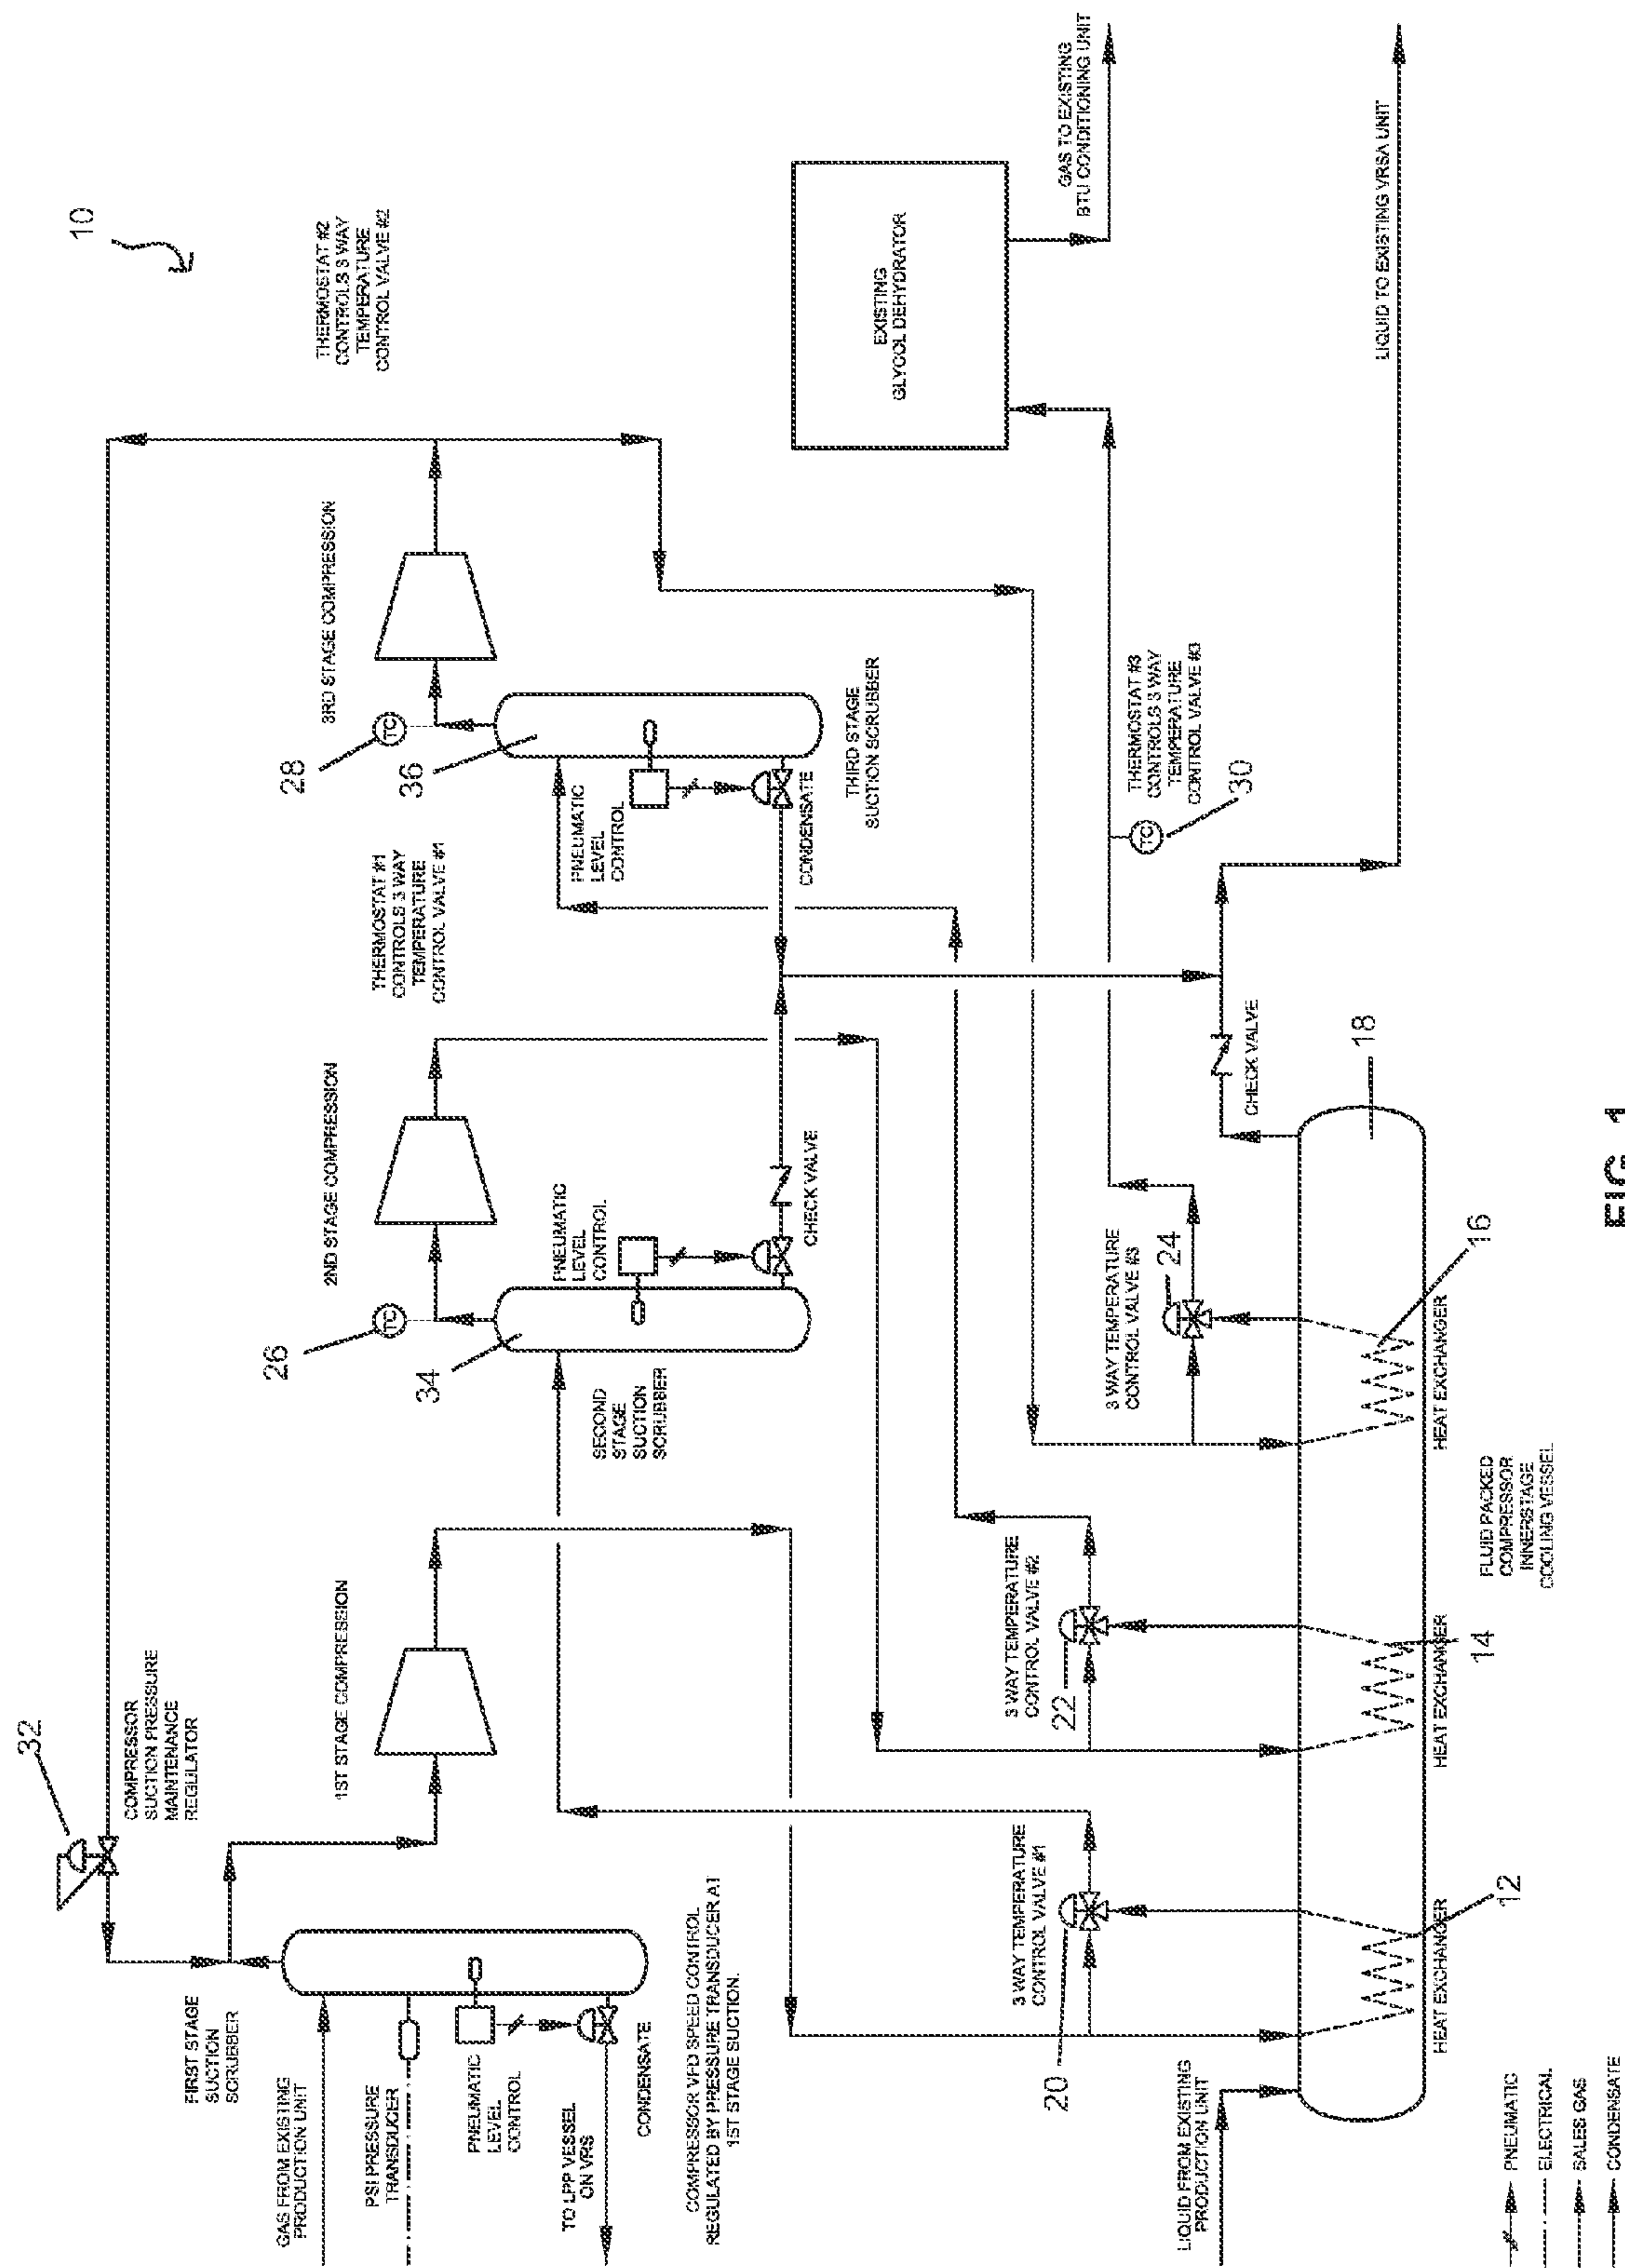 10
THERMOSTAT #2
CONTROLS 3 WAY
TEMPERATURE
CONTROL VALVE #2
GAS TO EXISTING
BTU CONDITIONING UNIT
LIQUID TO EXISTING VRSA UNIT
EXISTING
GLYCOL DEHYDRATOR
3RD STAGE COMPRESSION
28
TC
36
PNEUMATIC
LEVEL
CONTROL
CONDENSATE
THIRD STAGE
SUCTION SCRUBBER
THERMOSTAT #3
CONTROLS 3 WAY
TEMPERATURE
CONTROL VALVE #3
TC
30
THERMOSTAT #1
CONTROLS 3 WAY
TEMPERATURE
CONTROL VALVE #1
2ND STAGE COMPRESSION
26
TC
34
PNEUMATIC
LEVEL
CONTROL
CHECK VALVE
SECOND
STAGE
SUCTION
SCRUBBER
CHECK VALVE
18
3 WAY TEMPERATURE
CONTROL VALVE #3
24
16
HEAT EXCHANGER
32
COMPRESSOR
SUCTION PRESSURE
MAINTENANCE
REGULATOR
1ST STAGE COMPRESSION
3 WAY TEMPERATURE
CONTROL VALVE #2
22
14
HEAT EXCHANGER
FLUID PACKED
COMPRESSOR
INNERSTAGE
COOLING VESSEL
FIRST STAGE
SUCTION
SCRUBBER
GAS FROM EXISTING
PRODUCTION UNIT
PSI PRESSURE
TRANSDUCER
PNEUMATIC
LEVEL
CONTROL
TO LPP VESSEL
ON VRS
CONDENSATE
COMPRESSOR VFD SPEED CONTROL
REGULATED BY PRESSURE TRANSDUCER AT
1ST STAGE SUCTION.
3 WAY TEMPERATURE
CONTROL VALVE #1
20
12
HEAT EXCHANGER
LIQUID FROM EXISTING
PRODUCTION UNIT
PNEUMATIC
ELECTRICAL
SALES GAS
CONDENSATE
FIG. 1